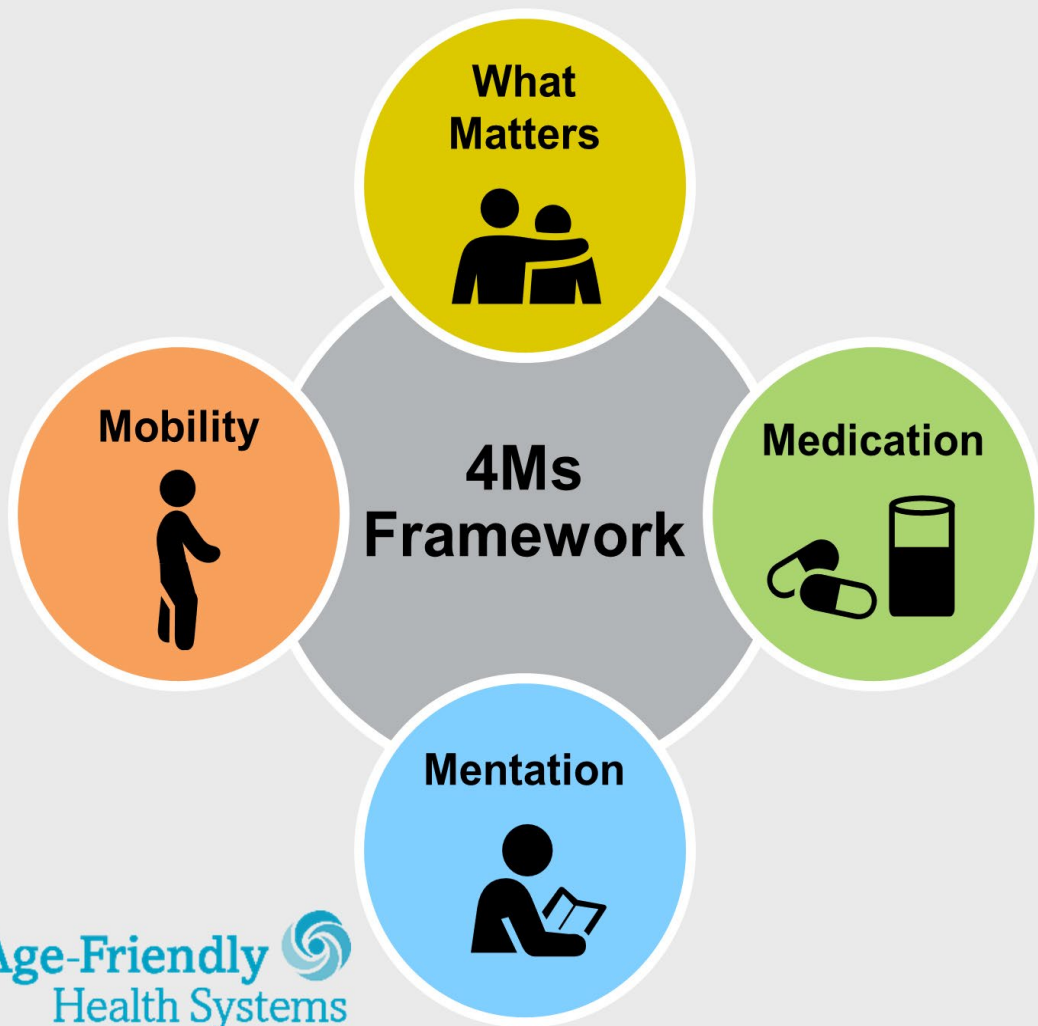 What
Matters
Mobility
4Ms
Framework
Medication
Mentation
Age-Friendly
Health Systems